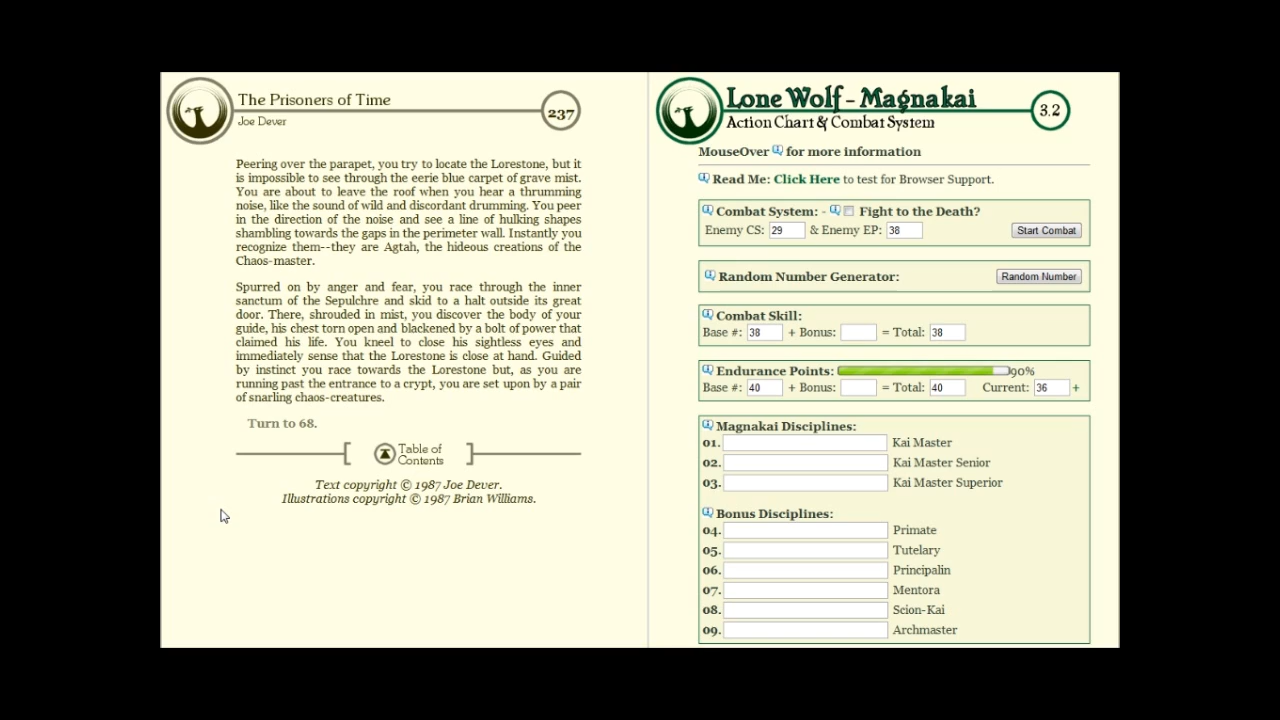 The Prisoners of Time
Joe Dever
237
Peering over the parapet, you try to locate the Lorestone, but it
is impossible to see through the eerie blue carpet of grave mist.
You are about to leave the roof when you hear a thrumming
noise, like the sound of wild and discordant drumming. You peer
in the direction of the noise and see a line of hulking shapes
shambling towards the gaps in the perimeter wall. Instantly you
recognize them--they are Agtah, the hideous creations of the
Chaos-master.
Spurred on by anger and fear, you race through the inner
sanctum of the Sepulchre and skid to a halt outside its great
door. There, shrouded in mist, you discover the body of your
guide, his chest torn open and blackened by a bolt of power that
claimed his life. You kneel to close his sightless eyes and
immediately sense that the Lorestone is close at hand. Guided
by instinct you race towards the Lorestone but, as you are
running past the entrance to a crypt, you are set upon by a pair
of snarling chaos-creatures.
Turn to 68.
Table of
Contents
Text copyright © 1987 Joe Dever.
Illustrations copyright © 1987 Brian Williams.
Lone Wolf - Magnakai
Action Chart & Combat System
3.2
MouseOver for more information
Read Me: Click Here to test for Browser Support.
Combat System: - Fight to the Death?
Enemy CS: 29 & Enemy EP: 38 Start Combat
Random Number Generator: Random Number
Combat Skill:
Base #: 38 + Bonus: = Total: 38
Endurance Points: 90%
Base #: 40 + Bonus: = Total: 40 Current: 36 +
Magnakai Disciplines:
01. Kai Master
02. Kai Master Senior
03. Kai Master Superior
Bonus Disciplines:
04. Primate
05. Tutelary
06. Principalin
07. Mentora
08. Scion-Kai
09. Archmaster